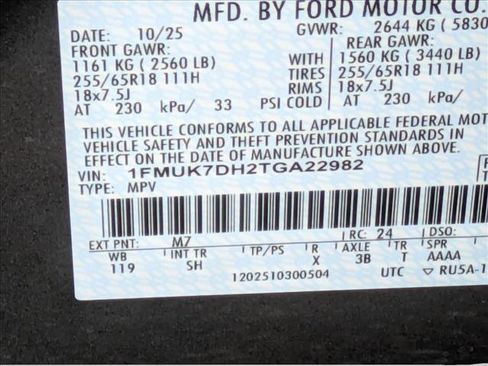 MFD. BY FORD MOTOR CO.
DATE: 10/25 GVWR: 2644 KG ( 5830
FRONT GAWR: REAR GAWR:
1161 KG ( 2560 LB) WITH 1560 KG ( 3440 LB)
255/65R18 111H TIRES 255/65R18 111H
18x7.5J RIMS 18x7.5J
AT 230 kPa/ 33 PSI COLD AT 230 kPa/
THIS VEHICLE CONFORMS TO ALL APPLICABLE FEDERAL MOT
VEHICLE SAFETY AND THEFT PREVENTION STANDARDS IN
EFFECT ON THE DATE OF MANUFACTURE SHOWN ABOVE.
VIN: 1FMUK7DH2TGA22982
TYPE: MPV
EXT PNT: M7 RC: 24 DSO:
WB INT TR TP/PS R AXLE TR SPR
119 SH X 3B T AAAA
1202510300504 UTC ▽ RU5A-1